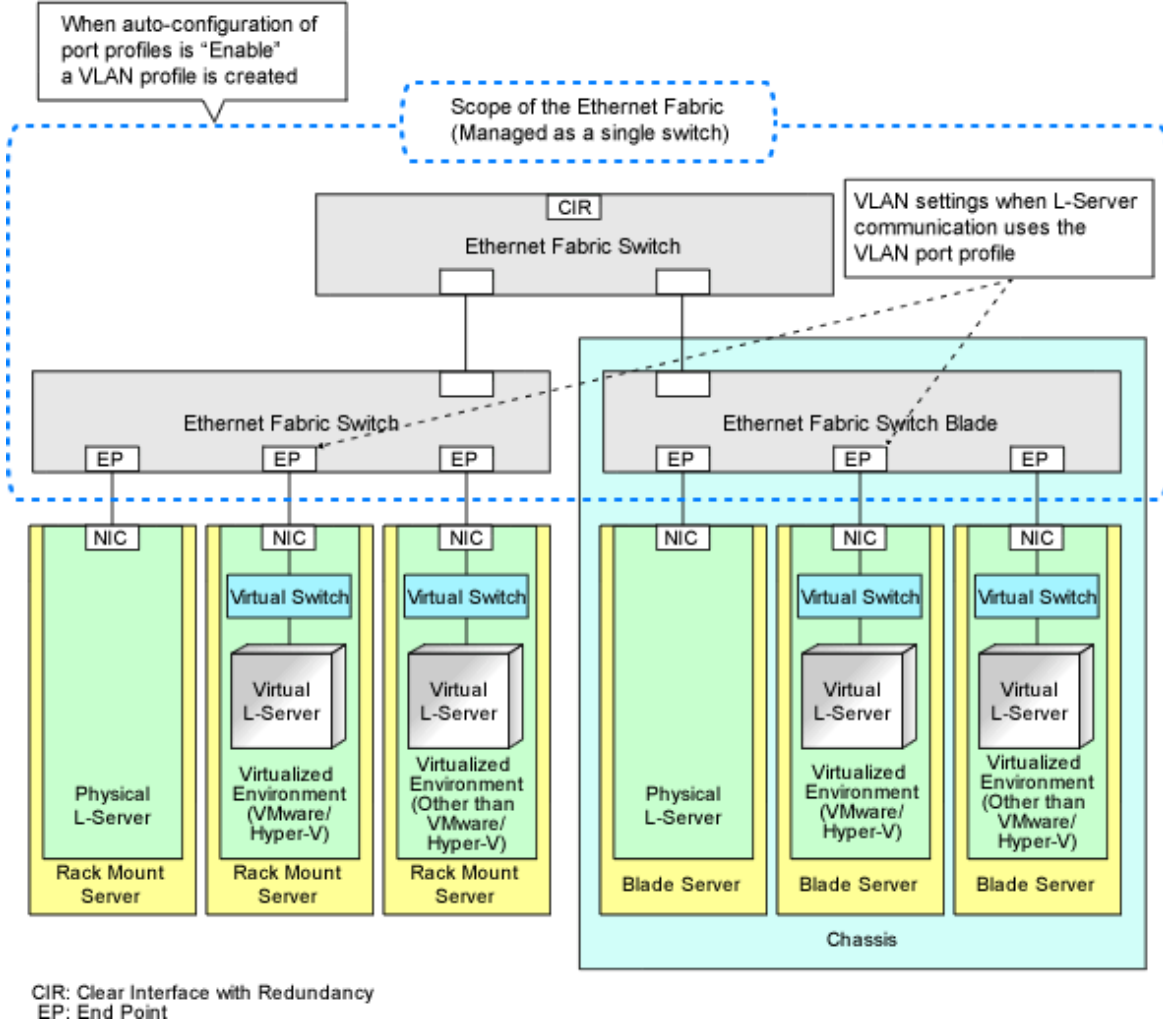 When auto-configuration of
port profiles is “Enable”
a VLAN profile is created
Scope of the Ethernet Fabric
(Managed as a single switch)
CIR
Ethernet Fabric Switch
VLAN settings when L-Server
communication uses the
VLAN port profile
Ethernet Fabric Switch
EP
EP
EP
Ethernet Fabric Switch Blade
EP
EP
EP
NIC
Physical
L-Server
Rack Mount
Server
NIC
Virtual Switch
Virtual
L-Server
Virtualized
Environment
(VMware/
Hyper-V)
Rack Mount
Server
NIC
Virtual Switch
Virtual
L-Server
Virtualized
Environment
(Other than
VMware/
Hyper-V)
Rack Mount
Server
NIC
Physical
L-Server
Blade Server
NIC
Virtual Switch
Virtual
L-Server
Virtualized
Environment
(VMware/
Hyper-V)
Blade Server
NIC
Virtual Switch
Virtual
L-Server
Virtualized
Environment
(Other than
VMware/
Hyper-V)
Blade Server
Chassis
CIR: Clear Interface with Redundancy
EP: End Point